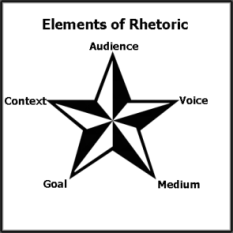 Elements of Rhetoric
Audience
Context
Voice
Goal
Medium